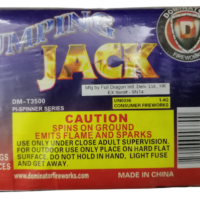 JUMPING
JACK
DOMINATOR
FIREWORKS
DM-T3500
PI-SPINNER SERIES
UN0336 1.4G
CONSUMER FIREWORKS
CAUTION
SPINS ON GROUND
EMITS FLAME AND SPARKS
USE ONLY UNDER CLOSE ADULT SUPERVISION.
FOR OUTDOOR USE ONLY PLACE ON HARD FLAT
SURFACE. DO NOT HOLD IN HAND, LIGHT FUSE
AND GET AWAY.
www.dominatorfireworks.com
MADE IN CHINA